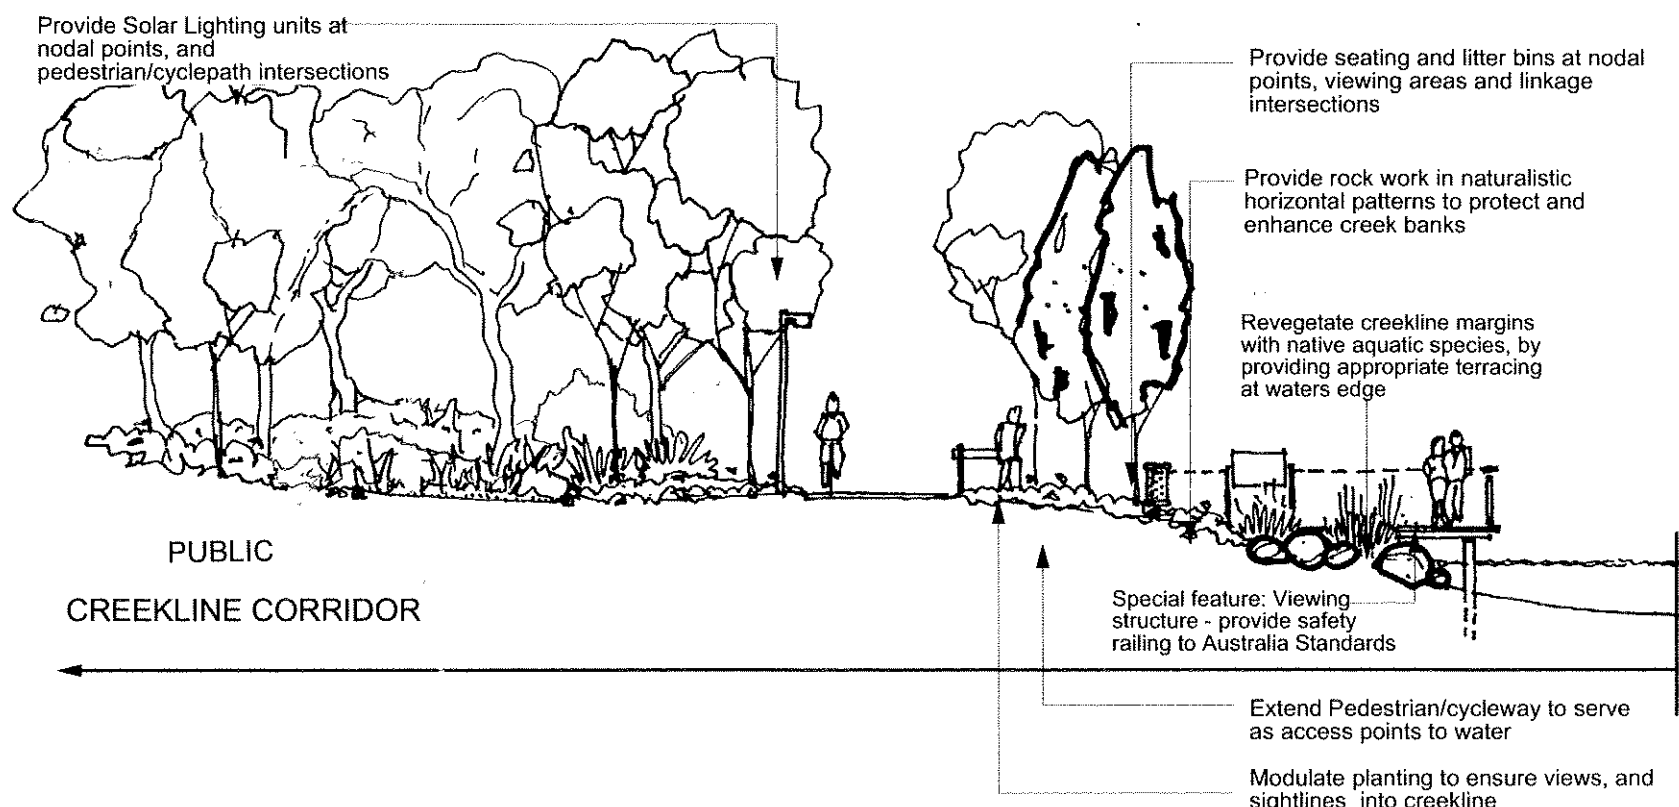 Provide Solar Lighting units at
nodal points, and
pedestrian/cyclepath intersections
Provide seating and litter bins at nodal
points, viewing areas and linkage
intersections
Provide rock work in naturalistic
horizontal patterns to protect and
enhance creek banks
Revegetate creekline margins
with native aquatic species, by
providing appropriate terracing
at waters edge
PUBLIC
CREEKLINE CORRIDOR
Special feature: Viewing
structure - provide safety
railing to Australia Standards
Extend Pedestrian/cycleway to serve
as access points to water
Modulate planting to ensure views, and
sightlines into creekline